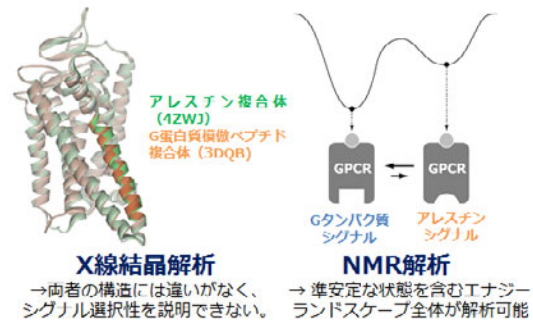 アレスチン複合体
(4ZWJ)
G蛋白質模倣ペプチド
複合体(3DQB)
GPCR
GPCR
Gタンパク質
シグナル
アレスチン
シグナル
X線結晶解析
→両者の構造には違いがなく、
シグナル選択性を説明できない。
NMR解析
→ 準安定な状態を含むエナジー
ランドスケープ全体が解析可能